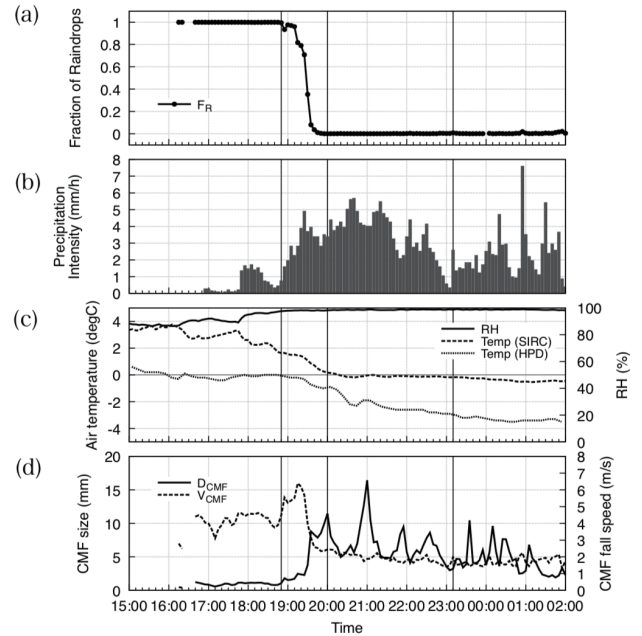 (a)
Fraction of Raindrops
1
0.8
0.6
0.4
0.2
0
F_R
(b)
Precipitation
Intensity (mm/h)
8
7
6
5
4
3
2
1
0
(c)
Air temperature (degC)
4
2
0
-2
-4
RH
Temp (SIRC)
Temp (HPD)
100
80
60
40
20
0
RH (%)
(d)
CMF size (mm)
20
15
10
5
0
D_CMF
V_CMF
8
7
6
5
4
3
2
1
0
CMF fall speed (m/s)
15:00 16:00 17:00 18:00 19:00 20:00 21:00 22:00 23:00 00:00 01:00 02:00
Time